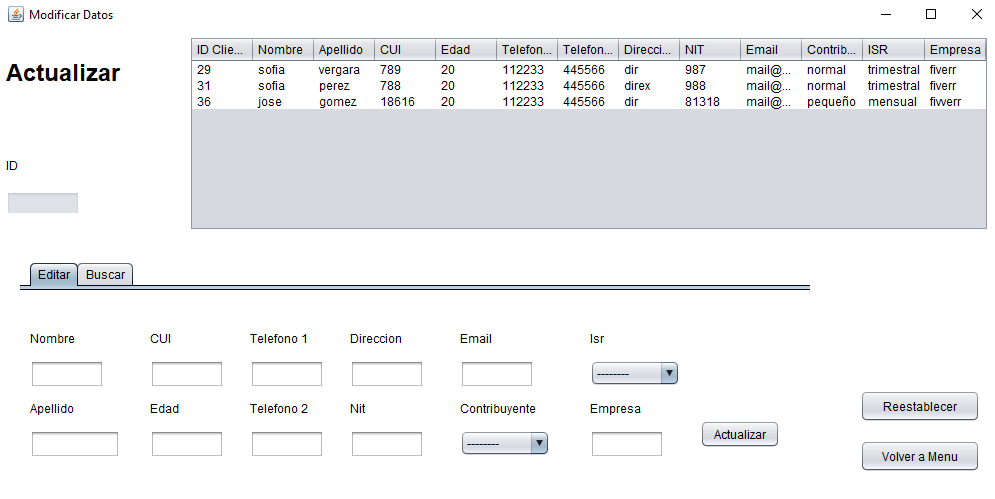 Modificar Datos
Actualizar
ID Clie... Nombre Apellido CUI Edad Telefon... Telefon... Direcci... NIT Email Contrib... ISR Empresa
29 sofia vergara 789 20 112233 445566 dir 987 mail@... normal trimestral fiverr
31 sofia perez 788 20 112233 445566 direx 988 mail@... normal trimestral fiverr
36 jose gomez 18616 20 112233 445566 dir 81318 mail@... pequeño mensual fiverr
ID
Editar Buscar
Nombre CUI Telefono 1 Direccion Email Isr
--------
Apellido Edad Telefono 2 Nit Contribuyente Empresa
--------
Actualizar
Reestablecer
Volver a Menu